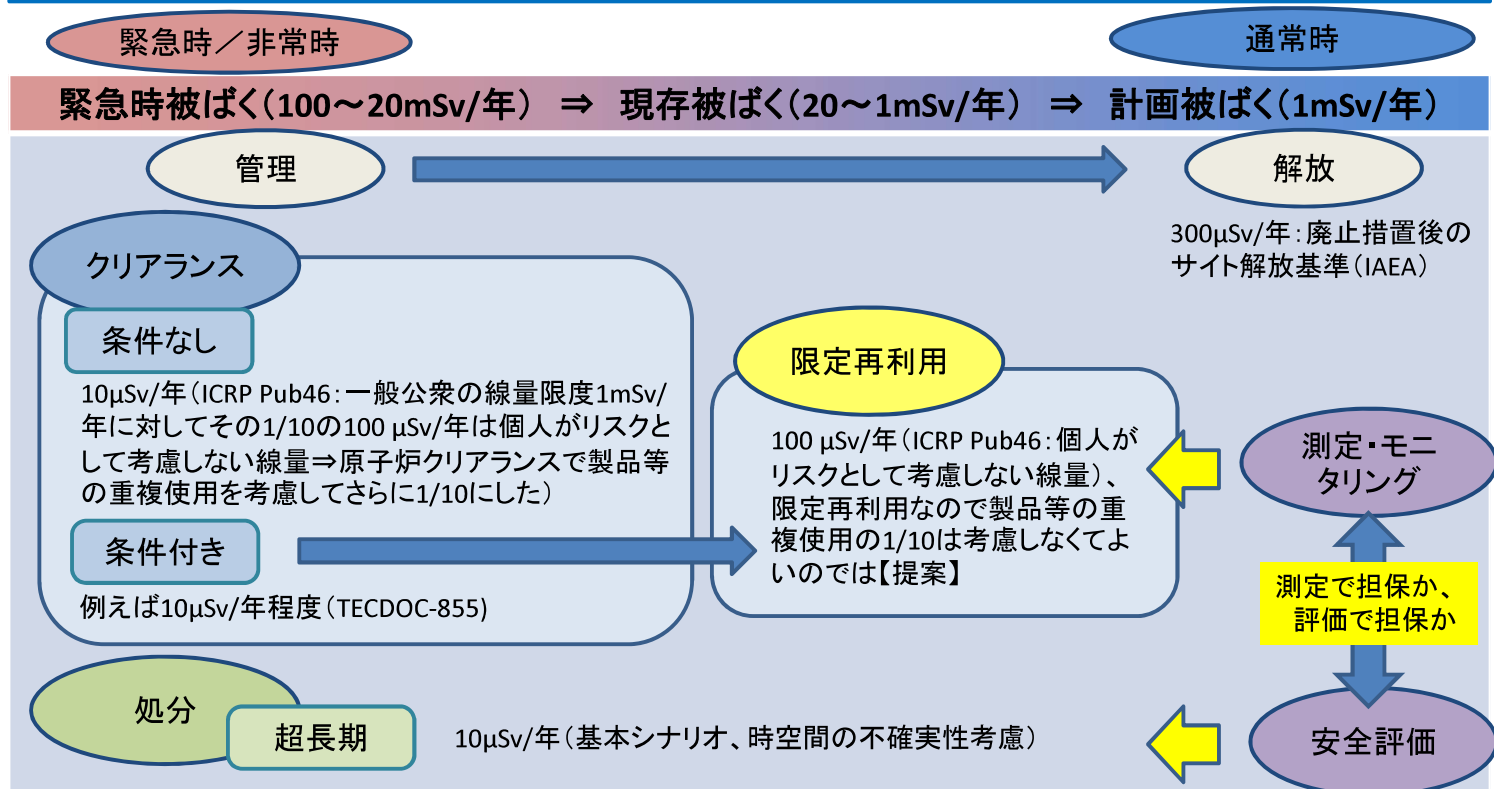 緊急時／非常時
通常時
緊急時被ばく（100～20mSv/年） ⇒ 現存被ばく（20～1mSv/年） ⇒ 計画被ばく（1mSv/年）
管理
解放
300μSv/年：廃止措置後の
サイト解放基準（IAEA）
クリアランス
条件なし
10μSv/年（ICRP Pub46：一般公衆の線量限度1mSv/
年に対してその1/10の100 μSv/年は個人がリスクと
して考慮しない線量⇒原子炉クリアランスで製品等
の重複使用を考慮してさらに1/10にした）
条件付き
例えば10μSv/年程度（TECDOC-855)
限定再利用
100 μSv/年（ICRP Pub46：個人が
リスクとして考慮しない線量）、
限定再利用なので製品等の重
複使用の1/10は考慮しなくてよ
いのでは【提案】
測定・モニ
タリング
測定で担保か、
評価で担保か
処分
超長期
10μSv/年（基本シナリオ、時空間の不確実性考慮）
安全評価